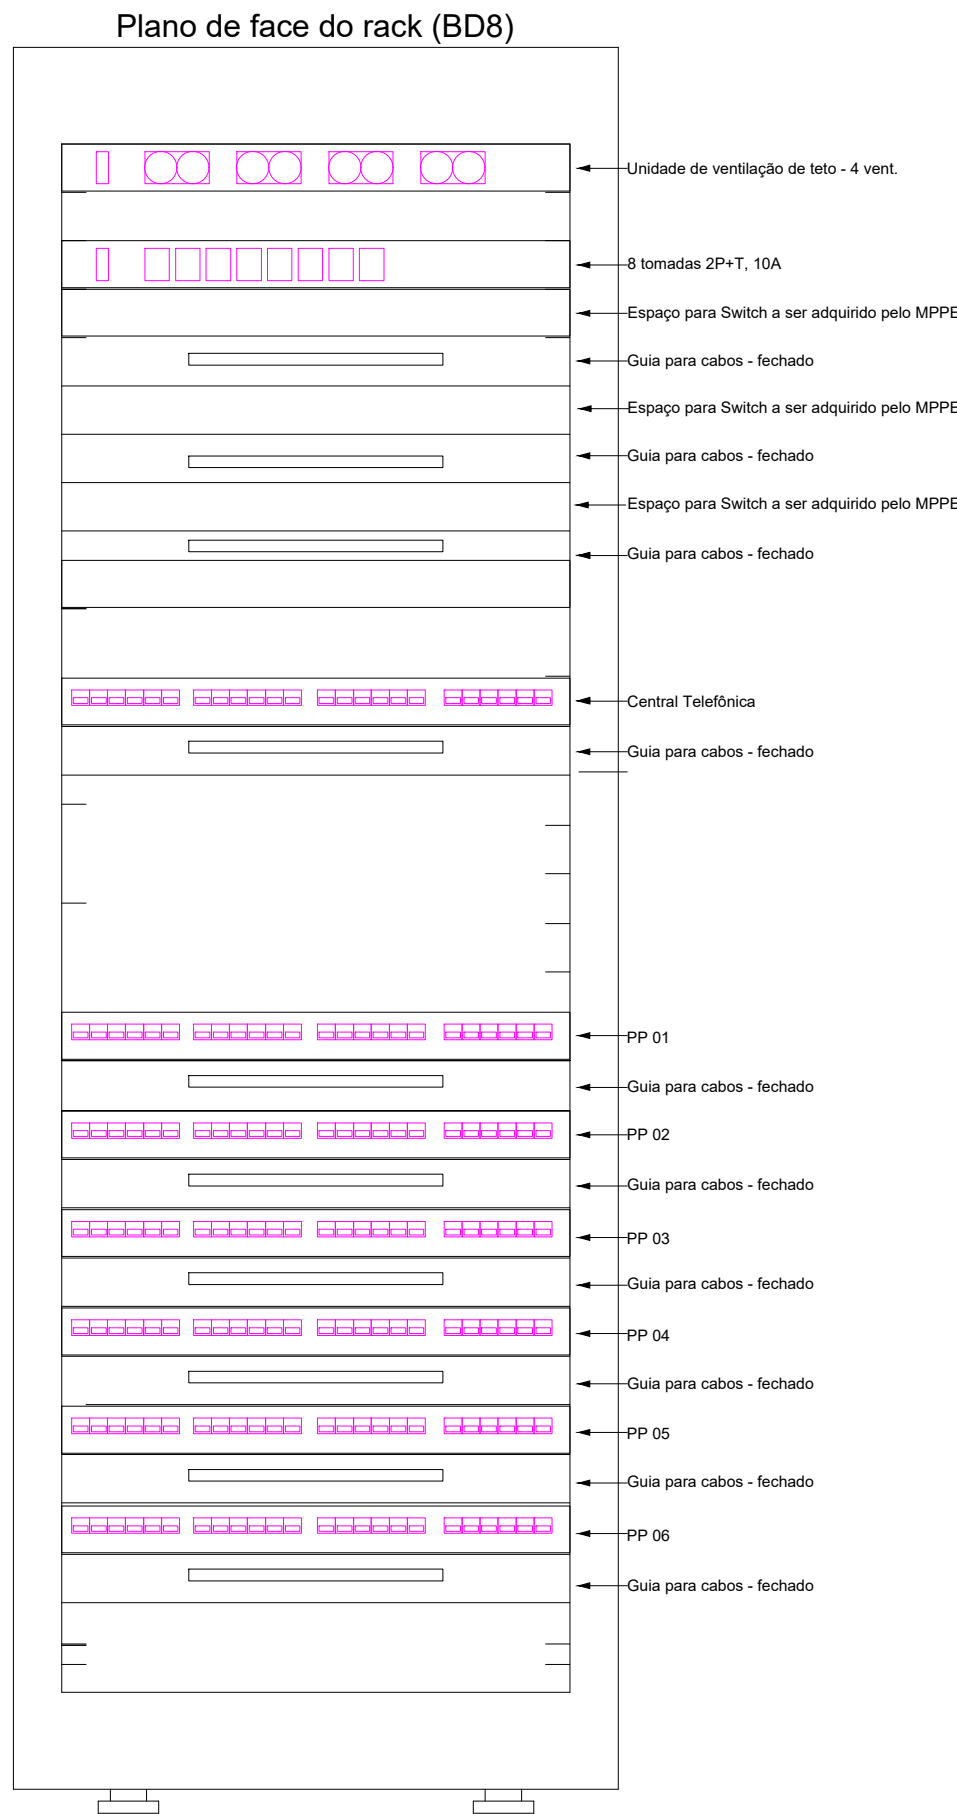 Plano de face do rack (BD8)
Unidade de ventilação de teto - 4 vent.
8 tomadas 2P+T, 10A
Espaço para Switch a ser adquirido pelo MPPE
Guia para cabos - fechado
Espaço para Switch a ser adquirido pelo MPPE
Guia para cabos - fechado
Espaço para Switch a ser adquirido pelo MPPE
Guia para cabos - fechado
Central Telefônica
Guia para cabos - fechado
PP 01
Guia para cabos - fechado
PP 02
Guia para cabos - fechado
PP 03
Guia para cabos - fechado
PP 04
Guia para cabos - fechado
PP 05
Guia para cabos - fechado
PP 06
Guia para cabos - fechado